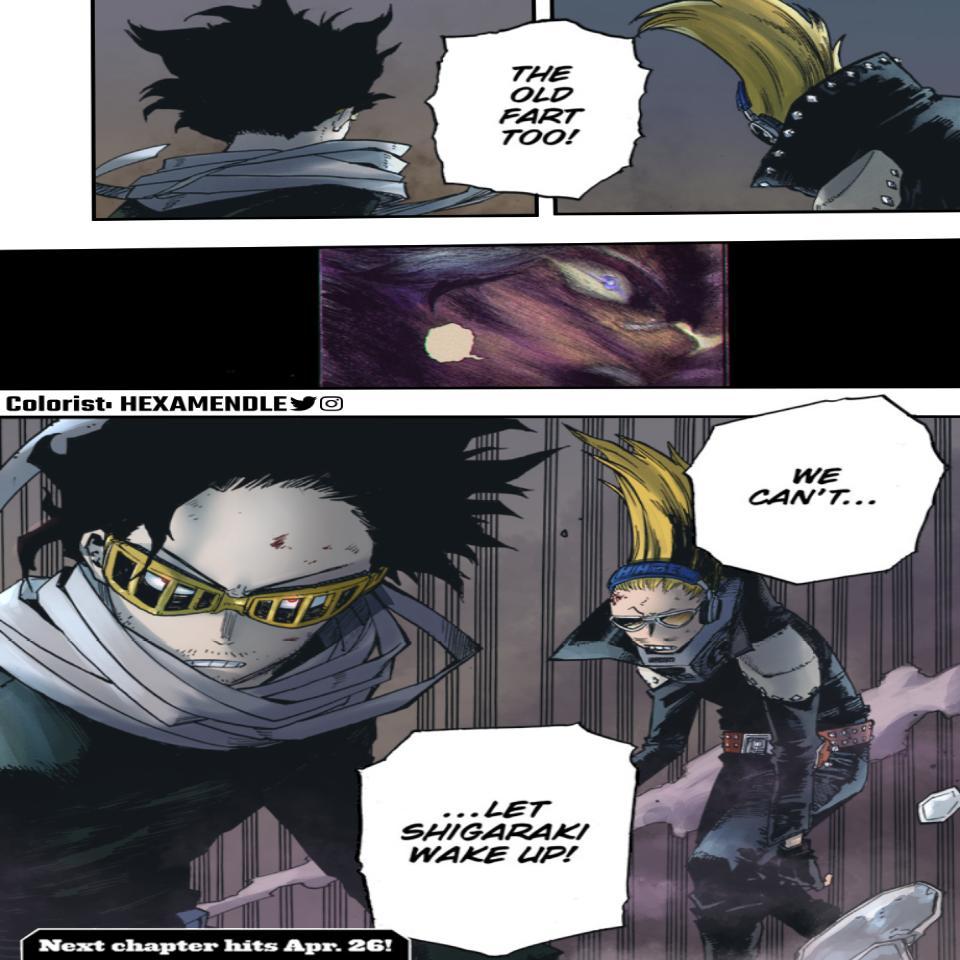 THE
OLD
FART
TOO!
Colorist: HEXAMENDLE
WE
CAN'T...
...LET
SHIGARAKI
WAKE UP!
Next chapter hits Apr. 26!